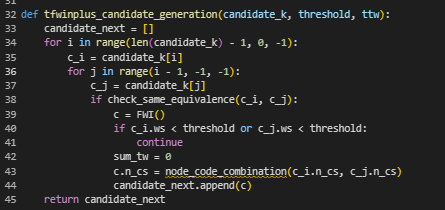 32 def tfwinplus_candidate_generation(candidate_k, threshold, ttw):
33     candidate_next = []
34     for i in range(len(candidate_k) - 1, 0, -1):
35         c_i = candidate_k[i]
36         for j in range(i - 1, -1, -1):
37             c_j = candidate_k[j]
38             if check_same_equivalence(c_i, c_j):
39                 c = FWI()
40                 if c_i.ws < threshold or c_j.ws < threshold:
41                     continue
42                 sum_tw = 0
43                 c.n_cs = node_code_combination(c_i.n_cs, c_j.n_cs)
44                 candidate_next.append(c)
45     return candidate_next